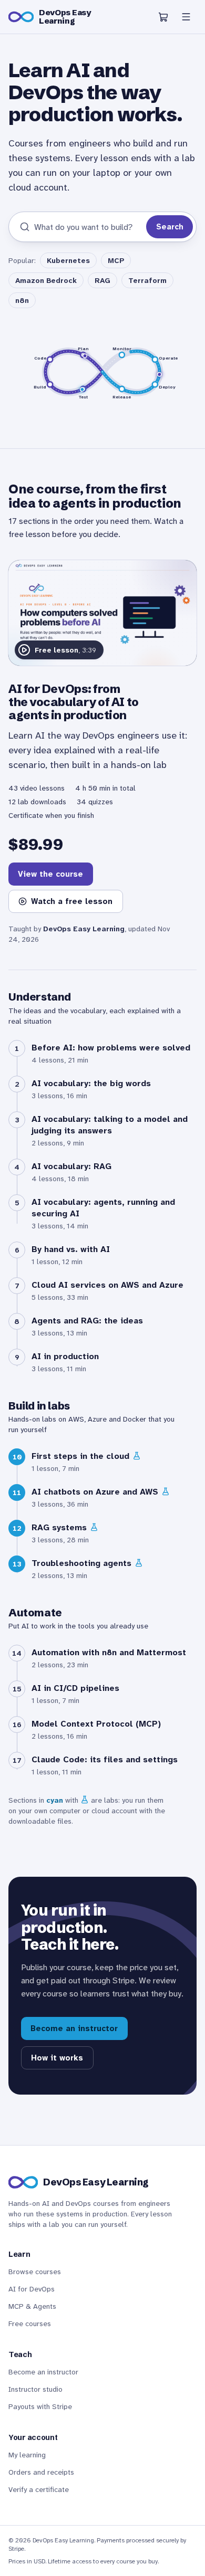 DevOps Easy
Learning
Learn AI and
DevOps the way
production works.
Courses from engineers who build and run
these systems. Every lesson ends with a lab
you can run on your laptop or your own
cloud account.
What do you want to build?
Search
Popular:
Kubernetes
MCP
Amazon Bedrock
RAG
Terraform
n8n
Plan
Monitor
Code
Operate
Build
Deploy
Test
Release
One course, from the first
idea to agents in production
17 sections in the order you need them. Watch a
free lesson before you decide.
DEVOPS EASY LEARNING
How computers solved
problems before AI
Free lesson, 3:39
AI for DevOps: from
the vocabulary of AI to
agents in production
Learn AI the way DevOps engineers use it:
every idea explained with a real-life
scenario, then built in a hands-on lab
43 video lessons
4 h 50 min in total
12 lab downloads
34 quizzes
Certificate when you finish
$89.99
View the course
Watch a free lesson
Taught by DevOps Easy Learning, updated Nov
24, 2026
Understand
The ideas and the vocabulary, each explained with a
real situation
1
Before AI: how problems were solved
4 lessons, 21 min
2
AI vocabulary: the big words
3 lessons, 16 min
3
AI vocabulary: talking to a model and
judging its answers
2 lessons, 9 min
4
AI vocabulary: RAG
4 lessons, 18 min
5
AI vocabulary: agents, running and
securing AI
3 lessons, 14 min
6
By hand vs. with AI
1 lesson, 12 min
7
Cloud AI services on AWS and Azure
5 lessons, 33 min
8
Agents and RAG: the ideas
3 lessons, 13 min
9
AI in production
3 lessons, 11 min
Build in labs
Hands-on labs on AWS, Azure and Docker that you
run yourself
10
First steps in the cloud
1 lesson, 7 min
11
AI chatbots on Azure and AWS
3 lessons, 36 min
12
RAG systems
3 lessons, 28 min
13
Troubleshooting agents
2 lessons, 13 min
Automate
Put AI to work in the tools you already use
14
Automation with n8n and Mattermost
2 lessons, 23 min
15
AI in CI/CD pipelines
1 lesson, 7 min
16
Model Context Protocol (MCP)
2 lessons, 16 min
17
Claude Code: its files and settings
1 lesson, 11 min
Sections in cyan with are labs: you run them
on your own computer or cloud account with the
downloadable files.
You run it in
production.
Teach it here.
Publish your course, keep the price you set,
and get paid out through Stripe. We review
every course so learners trust what they buy.
Become an instructor
How it works
DevOps Easy Learning
Hands-on AI and DevOps courses from engineers
who run these systems in production. Every lesson
ships with a lab you can run yourself.
Learn
Browse courses
AI for DevOps
MCP & Agents
Free courses
Teach
Become an instructor
Instructor studio
Payouts with Stripe
Your account
My learning
Orders and receipts
Verify a certificate
© 2026 DevOps Easy Learning. Payments processed securely by
Stripe.
Prices in USD. Lifetime access to every course you buy.